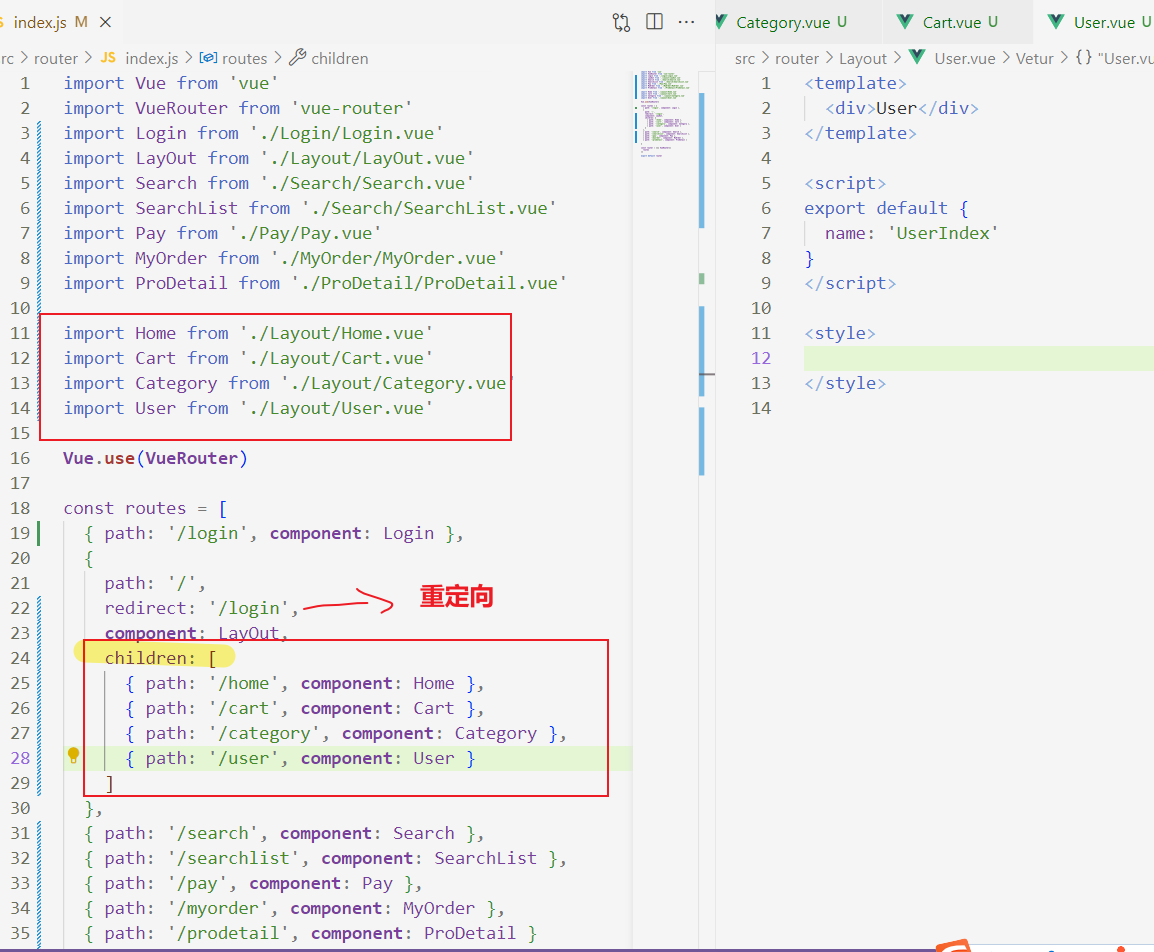 index.js M ×
Category.vue U
Cart.vue U
User.vue U
rc > router > JS index.js > routes > children
src > router > Layout > User.vue > Vetur > {} "User.vu
1 import Vue from 'vue'
2 import VueRouter from 'vue-router'
3 import Login from './Login/Login.vue'
4 import LayOut from './Layout/LayOut.vue'
5 import Search from './Search/Search.vue'
6 import SearchList from './Search/SearchList.vue'
7 import Pay from './Pay/Pay.vue'
8 import MyOrder from './MyOrder/MyOrder.vue'
9 import ProDetail from './ProDetail/ProDetail.vue'
10
11 import Home from './Layout/Home.vue'
12 import Cart from './Layout/Cart.vue'
13 import Category from './Layout/Category.vue'
14 import User from './Layout/User.vue'
15
16 Vue.use(VueRouter)
17
18 const routes = [
19 { path: '/login', component: Login },
20 {
21 path: '/',
22 redirect: '/login',
重定向
23 component: LayOut,
24 children: [
25 { path: '/home', component: Home },
26 { path: '/cart', component: Cart },
27 { path: '/category', component: Category },
28 { path: '/user', component: User }
29 ]
30 },
31 { path: '/search', component: Search },
32 { path: '/searchlist', component: SearchList },
33 { path: '/pay', component: Pay },
34 { path: '/myorder', component: MyOrder },
35 { path: '/prodetail', component: ProDetail }
1 <template>
2 <div>User</div>
3 </template>
4
5 <script>
6 export default {
7 name: 'UserIndex'
8 }
9 </script>
10
11 <style>
12
13 </style>
14